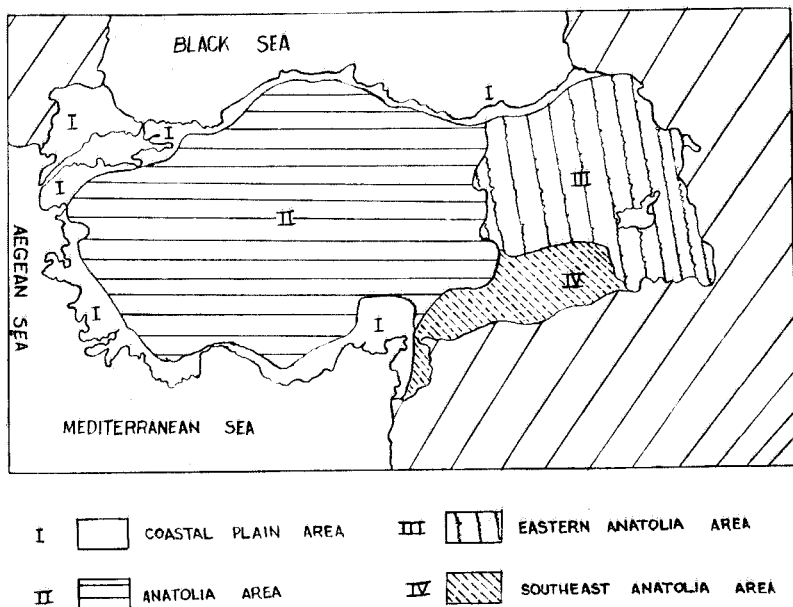 BLACK SEA
I
I
I
I
III
II
AEGEAN SEA
IV
I
I
MEDITERRANEAN SEA
I COASTAL PLAIN AREA
III EASTERN ANATOLIA AREA
II ANATOLIA AREA
IV SOUTHEAST ANATOLIA AREA